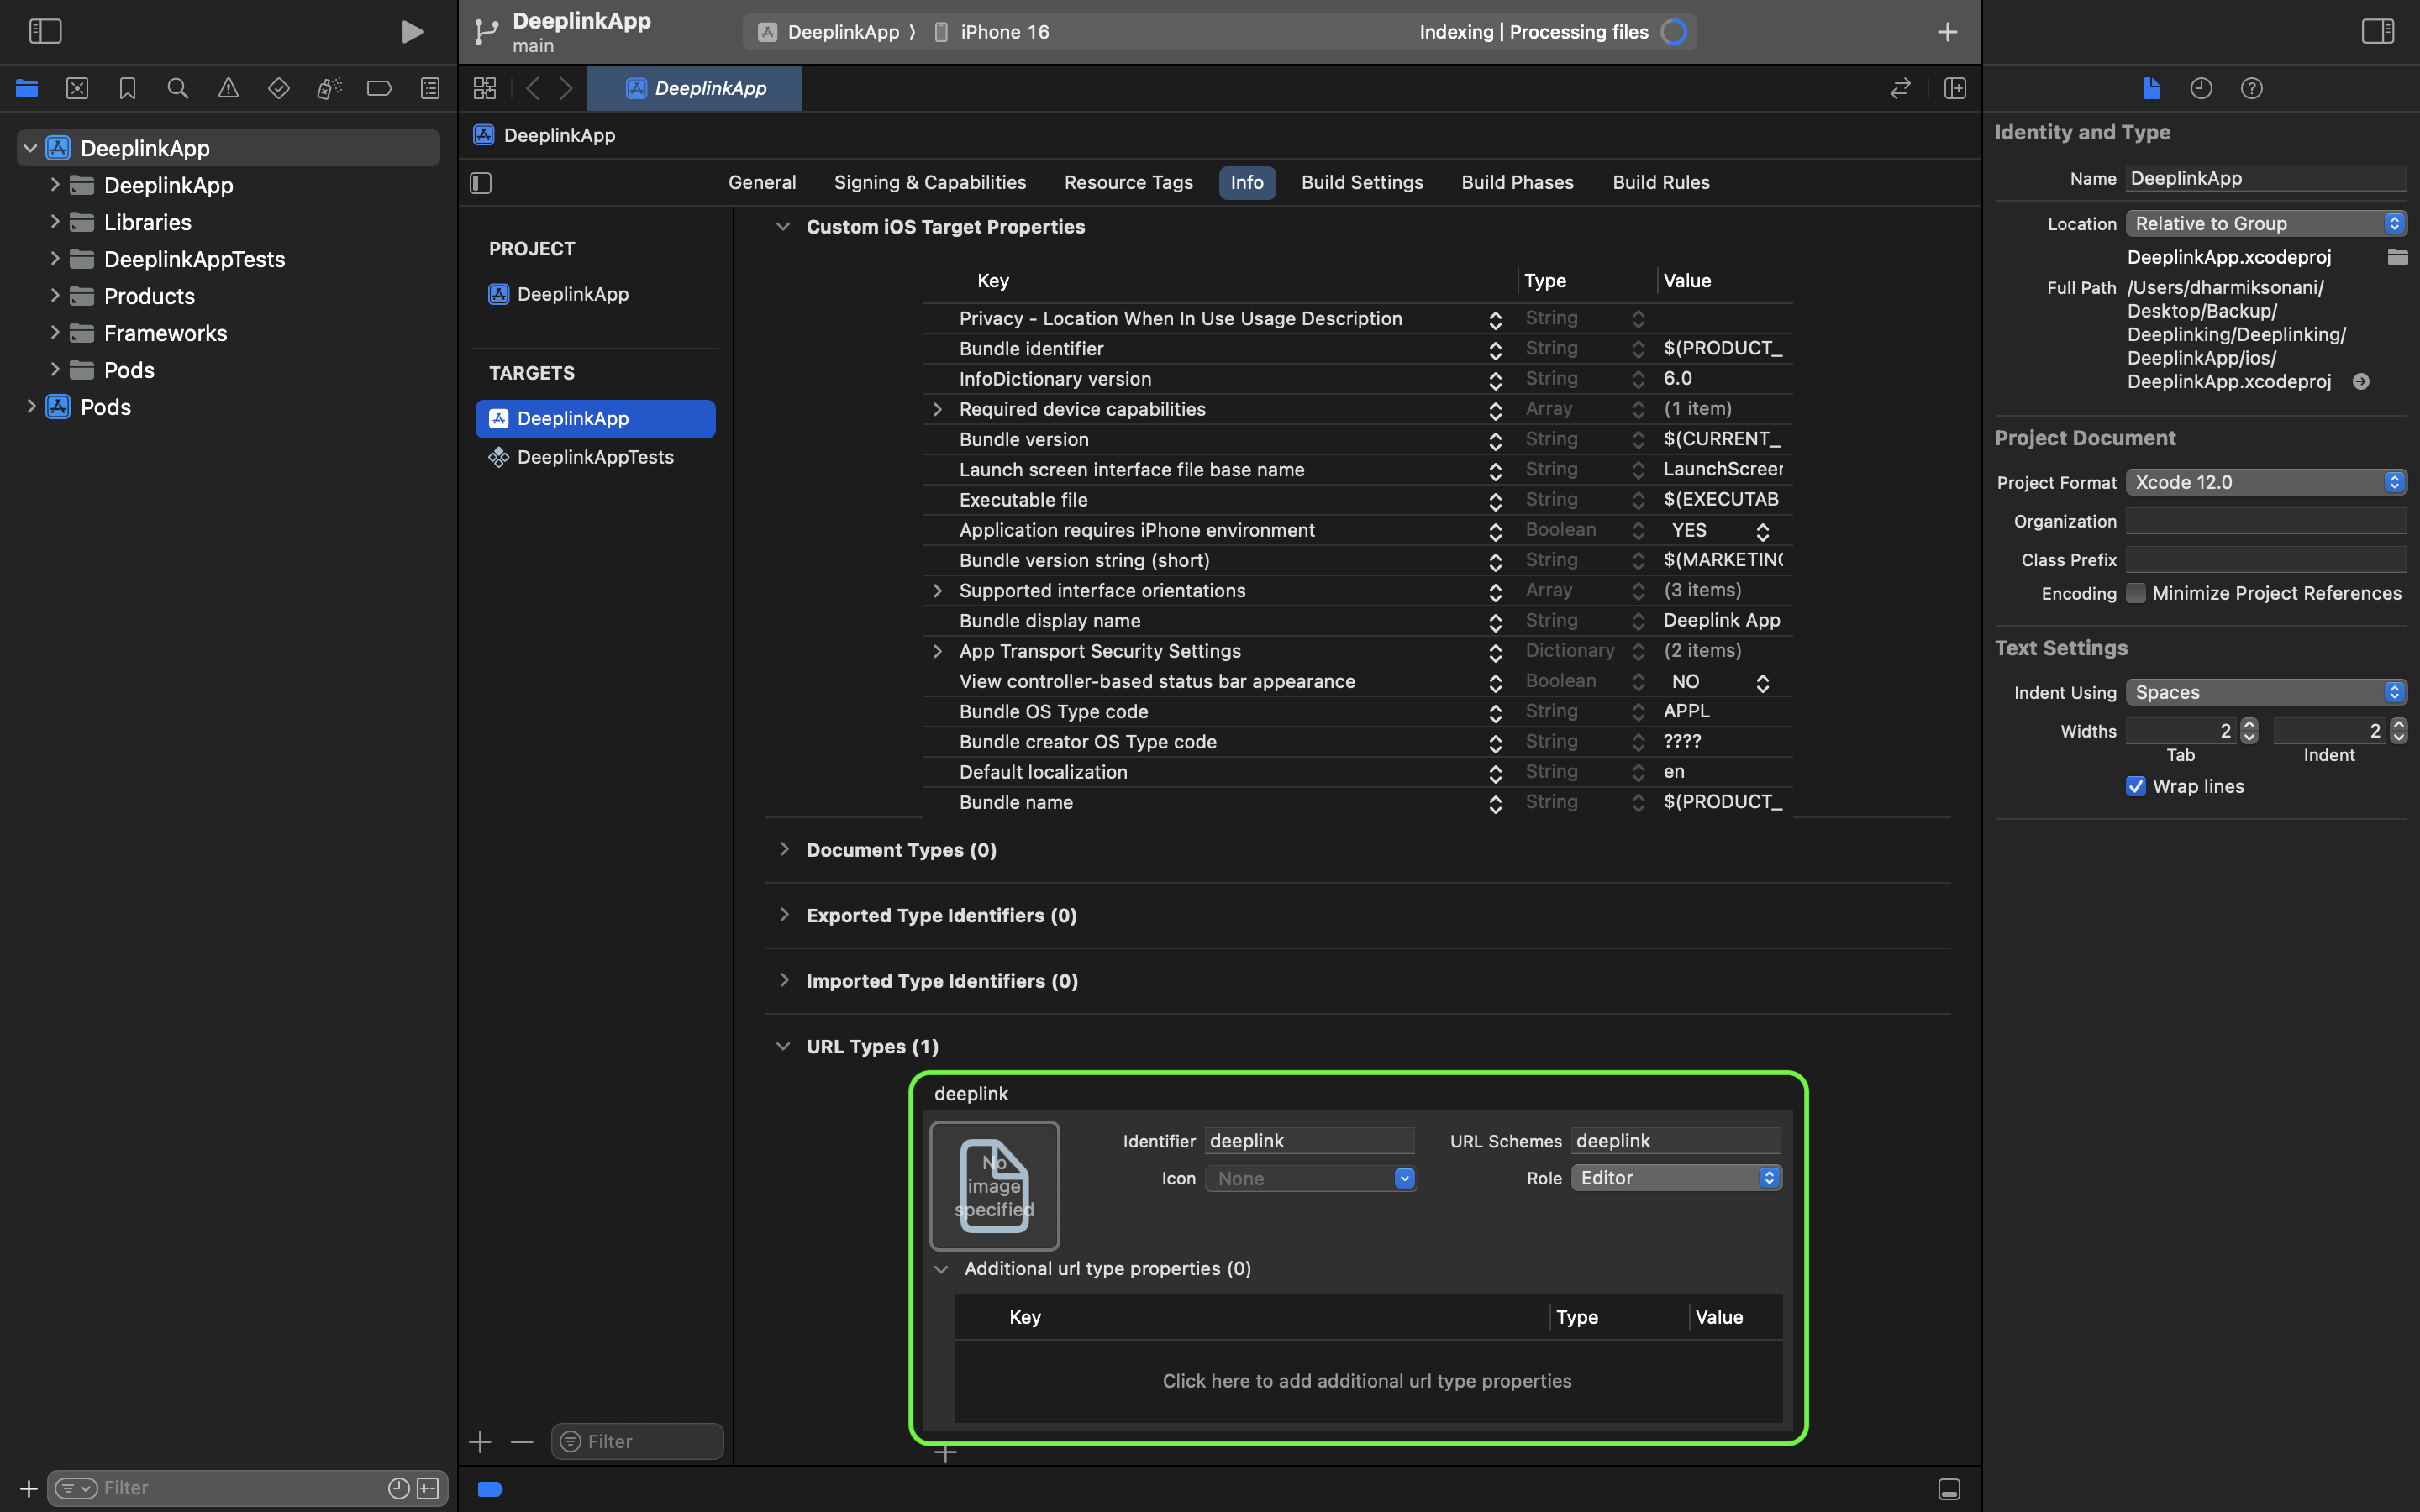 DeeplinkApp
main
DeeplinkApp
iPhone 16
Indexing | Processing files
DeeplinkApp
DeeplinkApp
DeeplinkApp
DeeplinkApp
Libraries
DeeplinkAppTests
Products
Frameworks
Pods
Pods
Filter
General
Signing & Capabilities
Resource Tags
Info
Build Settings
Build Phases
Build Rules
PROJECT
DeeplinkApp
TARGETS
DeeplinkApp
DeeplinkAppTests
Filter
Custom iOS Target Properties
Key Type Value
Privacy - Location When In Use Usage Description String
Bundle identifier String $(PRODUCT_
InfoDictionary version String 6.0
Required device capabilities Array (1 item)
Bundle version String $(CURRENT_
Launch screen interface file base name String LaunchScreen
Executable file String $(EXECUTAB
Application requires iPhone environment Boolean YES
Bundle version string (short) String $(MARKETING
Supported interface orientations Array (3 items)
Bundle display name String Deeplink App
App Transport Security Settings Dictionary (2 items)
View controller-based status bar appearance Boolean NO
Bundle OS Type code String APPL
Bundle creator OS Type code String ????
Default localization String en
Bundle name String $(PRODUCT_
Document Types (0)
Exported Type Identifiers (0)
Imported Type Identifiers (0)
URL Types (1)
deeplink
No
image
specified
Identifier deeplink
URL Schemes deeplink
Icon None
Role Editor
Additional url type properties (0)
Key Type Value
Click here to add additional url type properties
Identity and Type
Name DeeplinkApp
Location Relative to Group
DeeplinkApp.xcodeproj
Full Path /Users/dharmiksonani/
Desktop/Backup/
Deeplinking/Deeplinking/
DeeplinkApp/ios/
DeeplinkApp.xcodeproj
Project Document
Project Format Xcode 12.0
Organization
Class Prefix
Encoding Minimize Project References
Text Settings
Indent Using Spaces
Widths 2 2
Tab Indent
Wrap lines